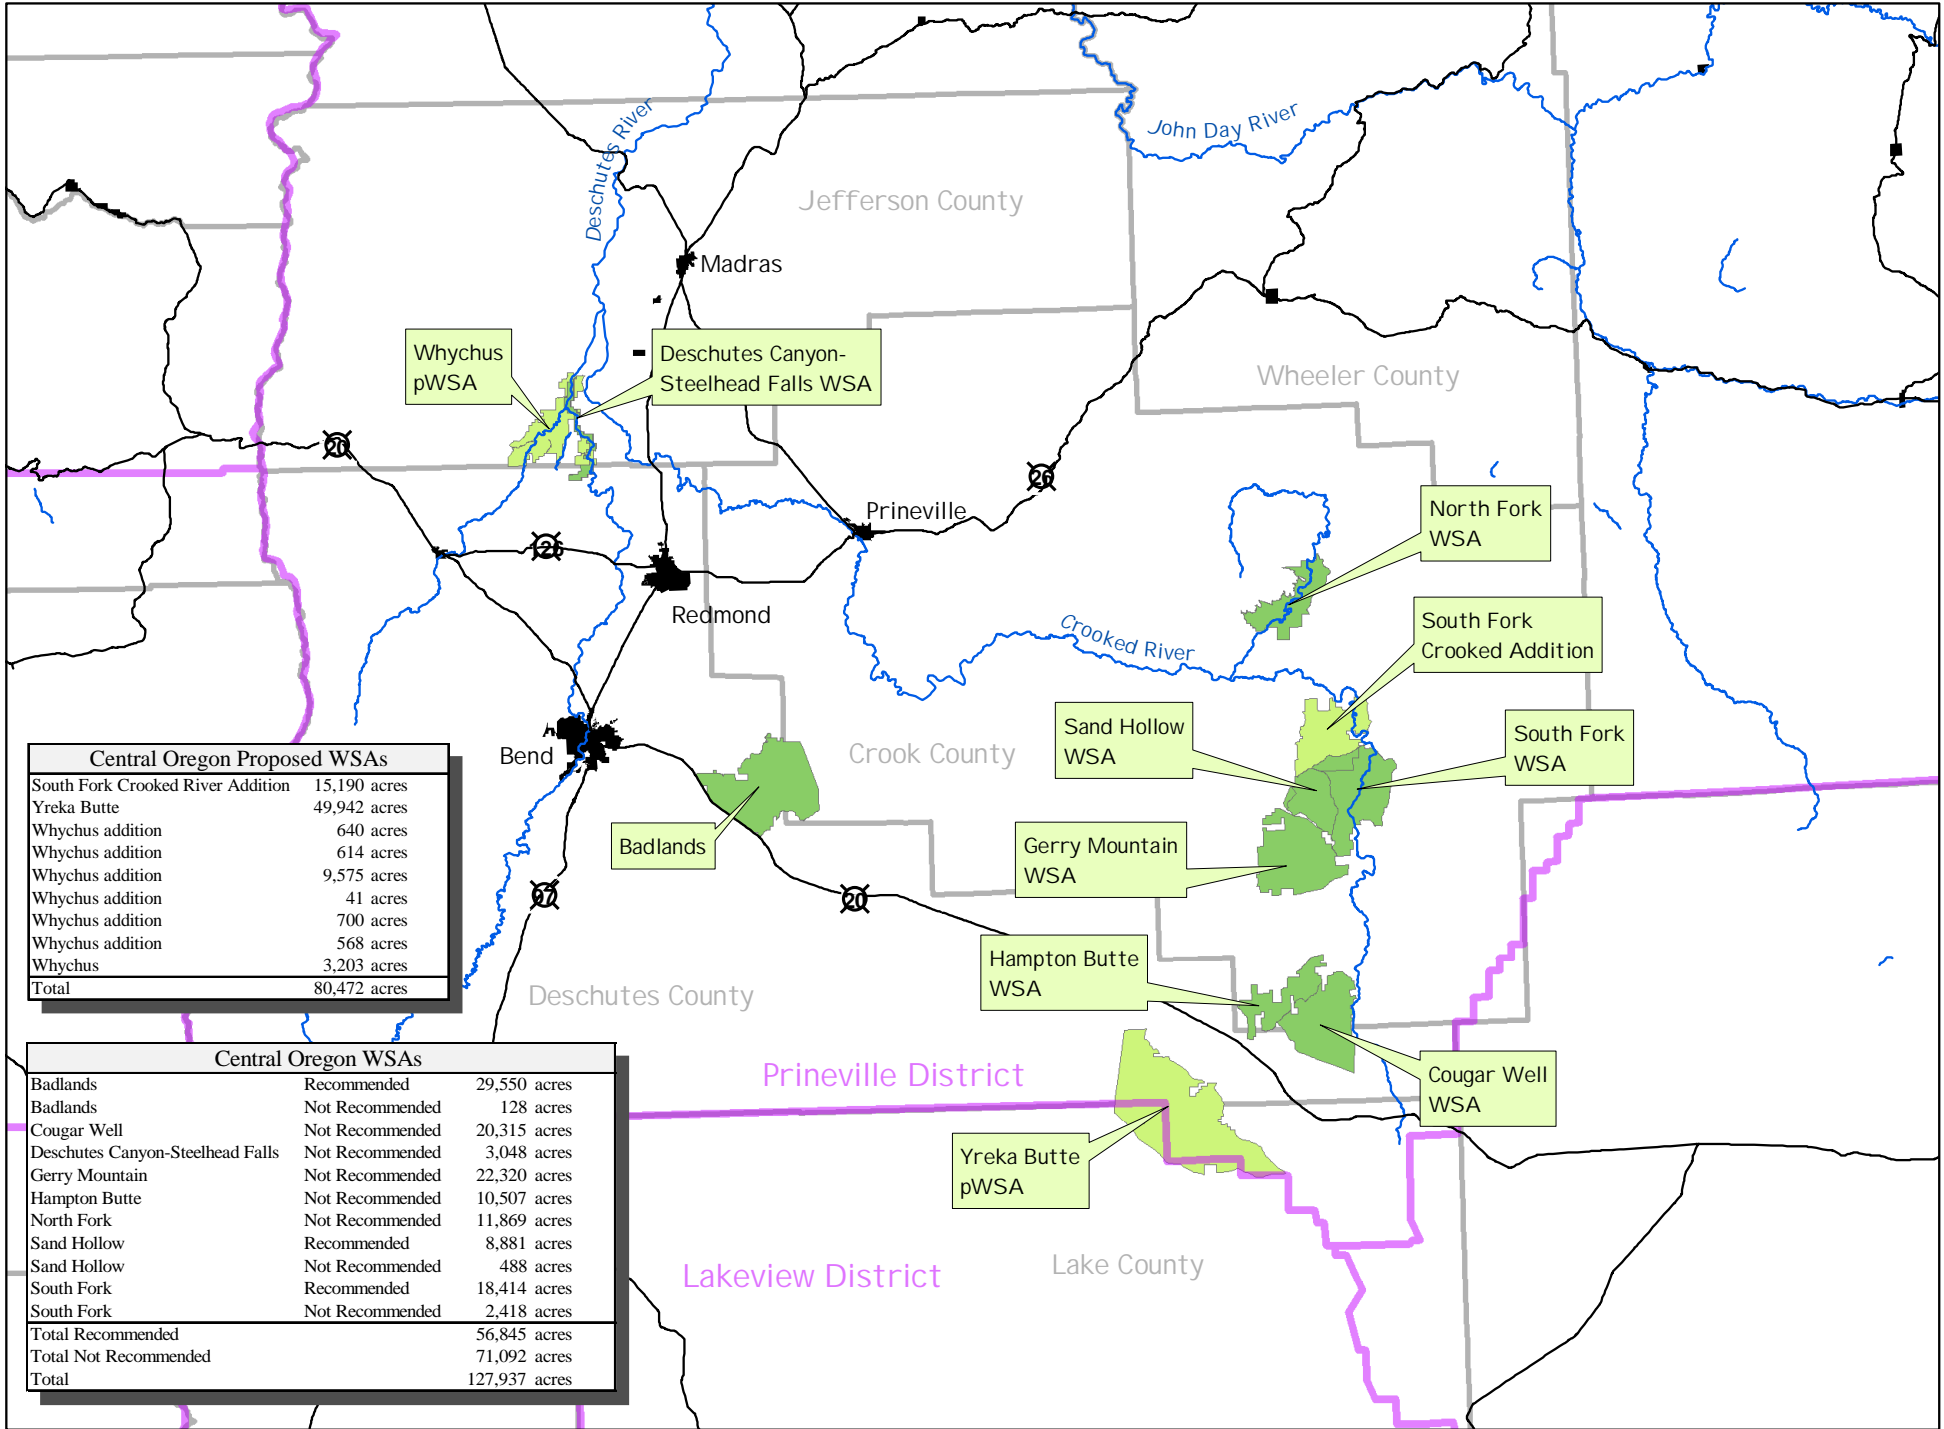 Deschutes River
John Day River
Jefferson County
Madras
Whychus
pWSA
Deschutes Canyon-
Steelhead Falls WSA
Wheeler County
20
26
North Fork
WSA
Prineville
126
Redmond
South Fork
Crooked Addition
Crooked River
Sand Hollow
WSA
South Fork
WSA
Bend
Crook County
Badlands
Gerry Mountain
WSA
97
20
Hampton Butte
WSA
Deschutes County
Prineville District
Cougar Well
WSA
Yreka Butte
pWSA
Lakeview District
Lake County
Central Oregon Proposed WSAs
South Fork Crooked River Addition 15,190 acres
Yreka Butte 49,942 acres
Whychus addition 640 acres
Whychus addition 614 acres
Whychus addition 9,575 acres
Whychus addition 41 acres
Whychus addition 700 acres
Whychus addition 568 acres
Whychus 3,203 acres
Total 80,472 acres
Central Oregon WSAs
Badlands Recommended 29,550 acres
Badlands Not Recommended 128 acres
Cougar Well Not Recommended 20,315 acres
Deschutes Canyon-Steelhead Falls Not Recommended 3,048 acres
Gerry Mountain Not Recommended 22,320 acres
Hampton Butte Not Recommended 10,507 acres
North Fork Not Recommended 11,869 acres
Sand Hollow Recommended 8,881 acres
Sand Hollow Not Recommended 488 acres
South Fork Recommended 18,414 acres
South Fork Not Recommended 2,418 acres
Total Recommended 56,845 acres
Total Not Recommended 71,092 acres
Total 127,937 acres